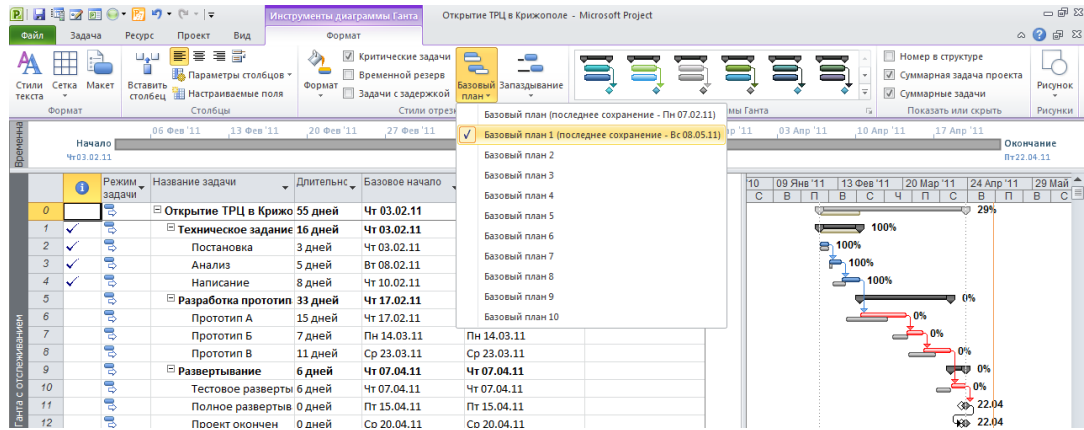 Инструменты диаграммы Ганта Открытие ТРЦ в Крижополе - Microsoft Project
Файл Задача Ресурс Проект Вид Формат
Стили текста Сетка Макет
Формат
Вставить столбец
Параметры столбцов
Настраиваемые поля
Столбцы
Формат
Критические задачи
Временной резерв
Задачи с задержкой
Базовый план
Запаздывание
Стили отрез
мы Ганта
Номер в структуре
Суммарная задача проекта
Суммарные задачи
Показать или скрыть
Рисунок
Рисунки
Базовый план (последнее сохранение - Пн 07.02.11)
Базовый план 1 (последнее сохранение - Вс 08.05.11)
Базовый план 2
Базовый план 3
Базовый план 4
Базовый план 5
Базовый план 6
Базовый план 7
Базовый план 8
Базовый план 9
Базовый план 10
Временна
06 Фев '11 13 Фев '11 20 Фев '11 27 Фев '11 р '11 03 Апр '11 10 Апр '11 17 Апр '11
Начало
Чт 03.02.11
Окончание
Пт 22.04.11
Режим задачи Название задачи Длительнс Базовое начало
10 09 Янв '11 13 Фев '11 20 Мар '11 24 Апр '11 29 Май
С В П В С Ч П С В П В С
0 Открытие ТРЦ в Крижо 55 дней Чт 03.02.11 29%
1 Техническое задание 16 дней Чт 03.02.11 100%
2 Постановка 3 дней Чт 03.02.11 100%
3 Анализ 5 дней Вт 08.02.11 100%
4 Написание 8 дней Чт 10.02.11 100%
5 Разработка прототип 33 дней Чт 17.02.11 0%
6 Прототип А 15 дней Чт 17.02.11 0%
7 Прототип Б 7 дней Пн 14.03.11 Пн 14.03.11 0%
8 Прототип В 11 дней Ср 23.03.11 Ср 23.03.11 0%
9 Развертывание 6 дней Чт 07.04.11 Чт 07.04.11 0%
10 Тестовое разверты 6 дней Чт 07.04.11 Чт 07.04.11 0%
11 Полное развертыв 0 дней Пт 15.04.11 Пт 15.04.11 22.04
12 Проект окончен 0 дней Ср 20.04.11 Ср 20.04.11 22.04
Ганта с отслеживанием